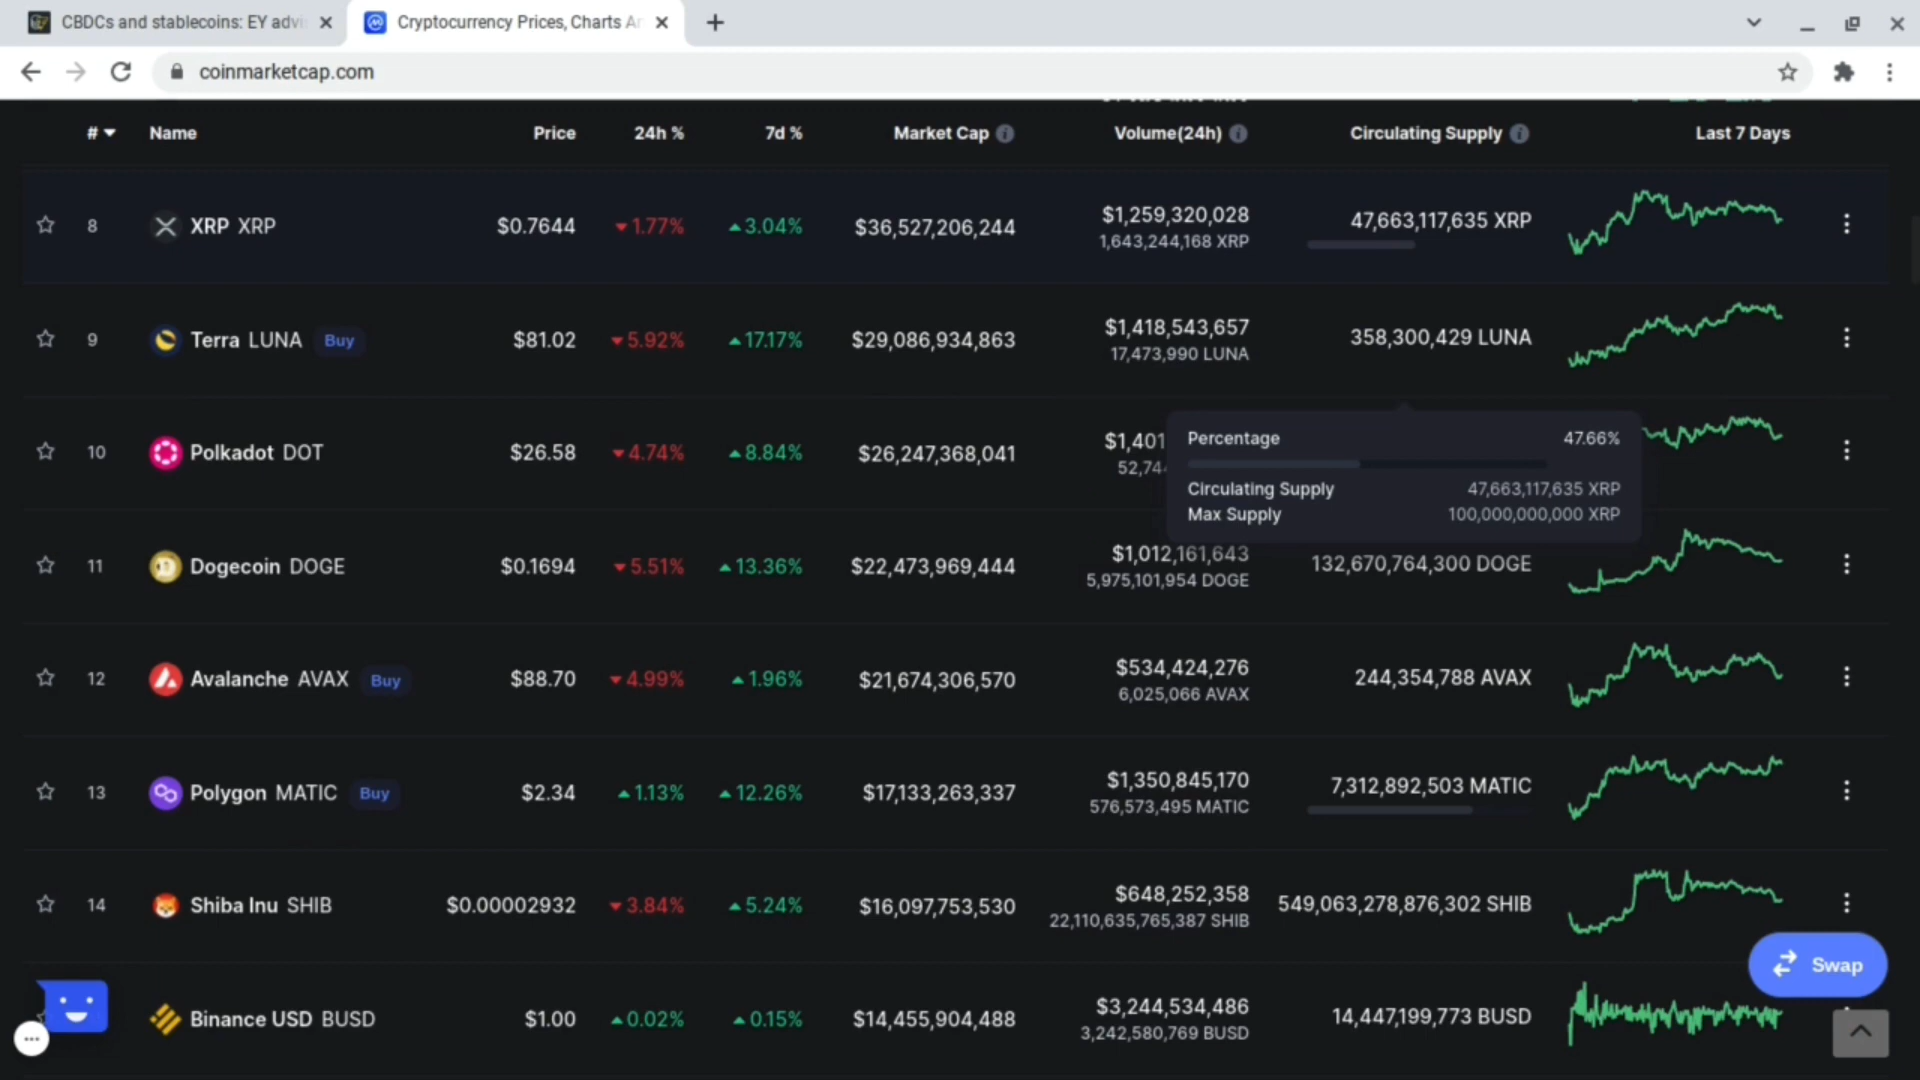 CBDCs and stablecoins: EY advi
Cryptocurrency Prices, Charts Ar
coinmarketcap.com
# Name Price 24h % 7d % Market Cap Volume(24h) Circulating Supply Last 7 Days
8 XRP XRP $0.7644 1.77% 3.04% $36,527,206,244 $1,259,320,028 47,663,117,635 XRP
1,643,244,168 XRP
9 Terra LUNA Buy $81.02 5.92% 17.17% $29,086,934,863 $1,418,543,657 358,300,429 LUNA
17,473,990 LUNA
10 Polkadot DOT $26.58 4.74% 8.84% $26,247,368,041 $1,401
52,744
Percentage 47.66%
Circulating Supply 47,663,117,635 XRP
Max Supply 100,000,000,000 XRP
11 Dogecoin DOGE $0.1694 5.51% 13.36% $22,473,969,444 $1,012,161,643 132,670,764,300 DOGE
5,975,101,954 DOGE
12 Avalanche AVAX Buy $88.70 4.99% 1.96% $21,674,306,570 $534,424,276 244,354,788 AVAX
6,025,066 AVAX
13 Polygon MATIC Buy $2.34 1.13% 12.26% $17,133,263,337 $1,350,845,170 7,312,892,503 MATIC
576,573,495 MATIC
14 Shiba Inu SHIB $0.00002932 3.84% 5.24% $16,097,753,530 $648,252,358 549,063,278,876,302 SHIB
22,110,635,765,387 SHIB
Swap
Binance USD BUSD $1.00 0.02% 0.15% $14,455,904,488 $3,244,534,486 14,447,199,773 BUSD
3,242,580,769 BUSD